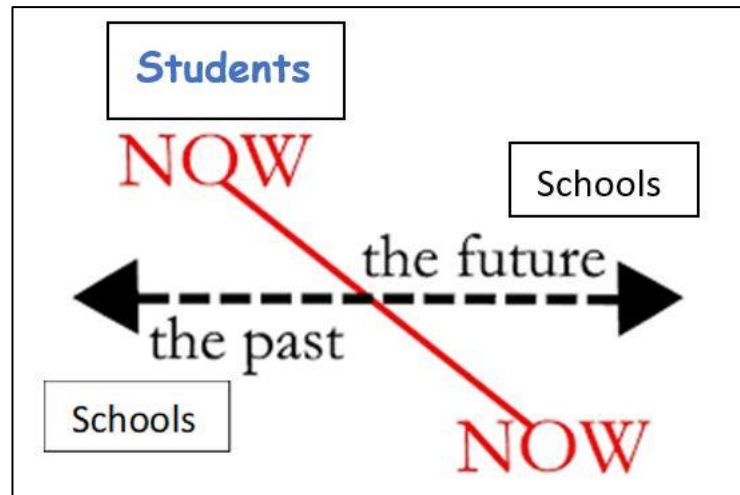 Students
NOW
Schools
the future
the past
Schools
NOW